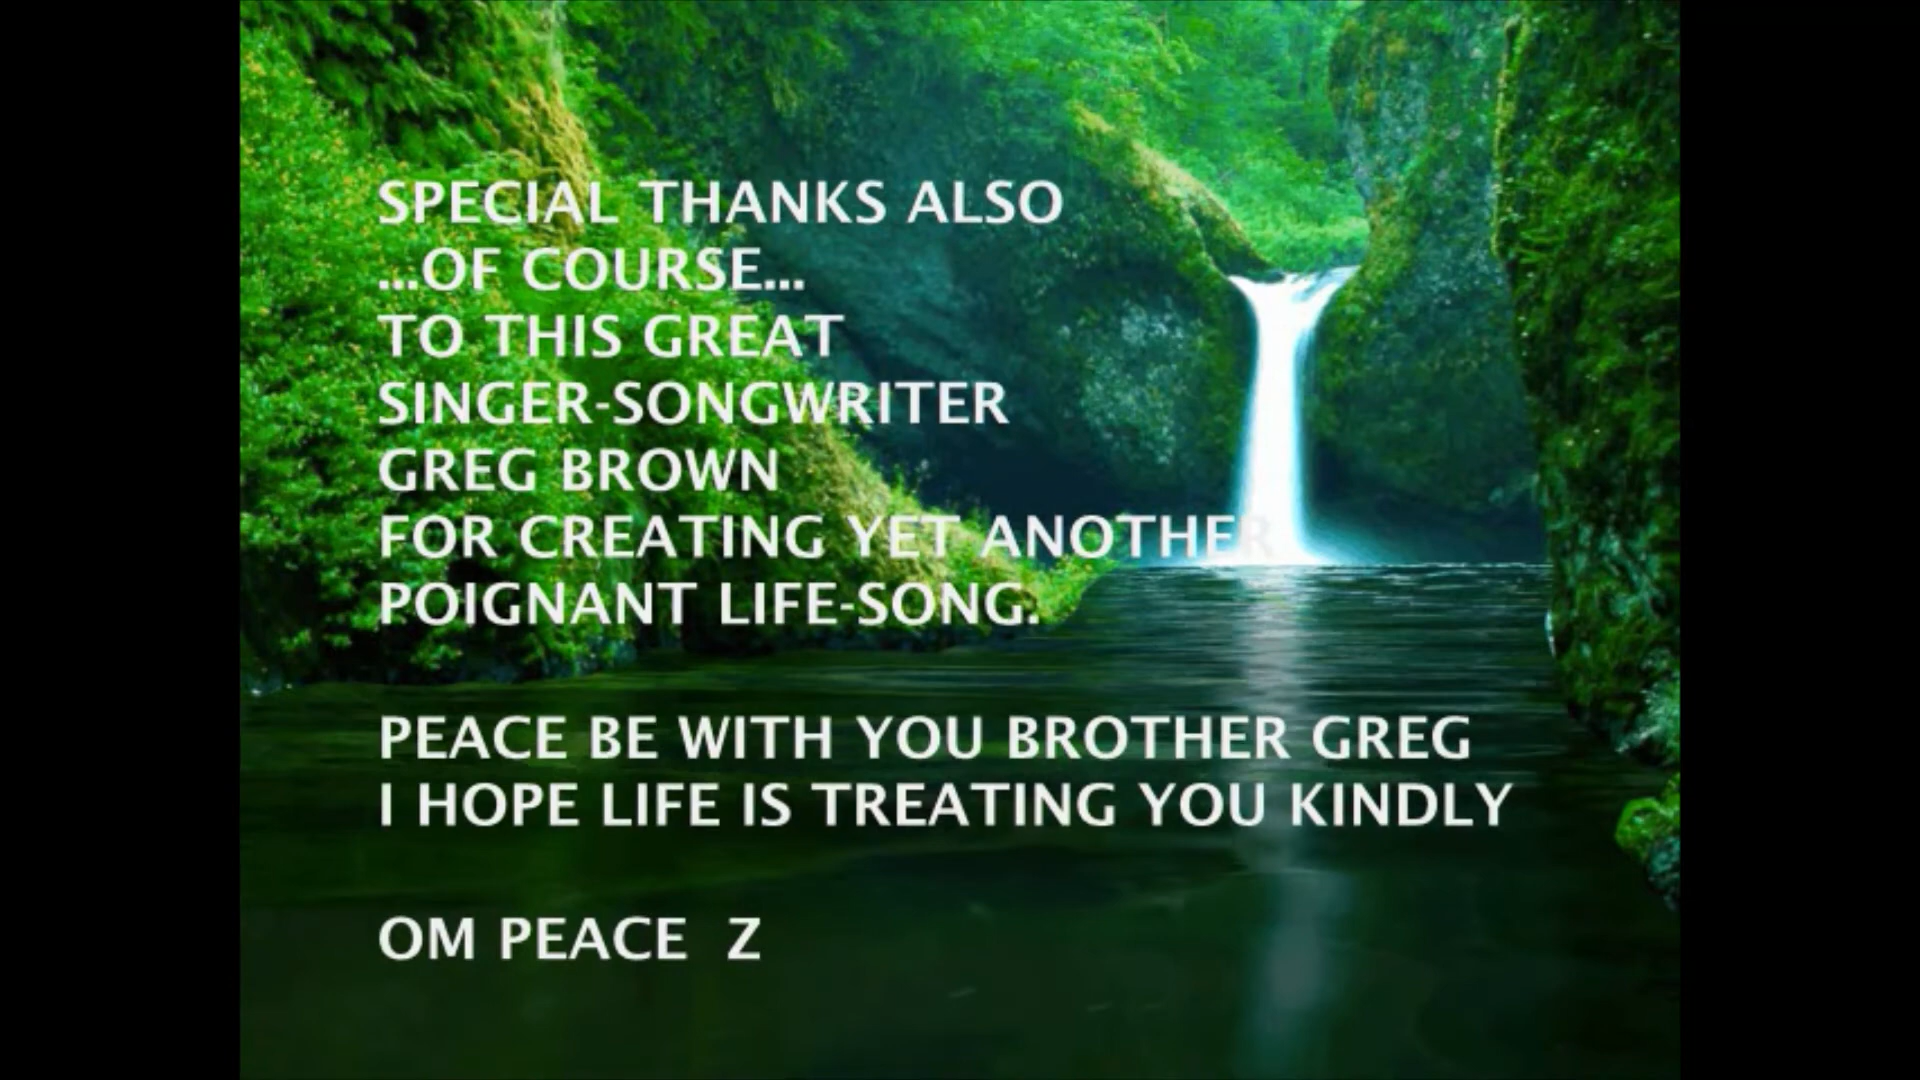 SPECIAL THANKS ALSO
...OF COURSE...
TO THIS GREAT
SINGER-SONGWRITER
GREG BROWN
FOR CREATING YET ANOTHER
POIGNANT LIFE-SONG.
PEACE BE WITH YOU BROTHER GREG
I HOPE LIFE IS TREATING YOU KINDLY
OM PEACE  Z